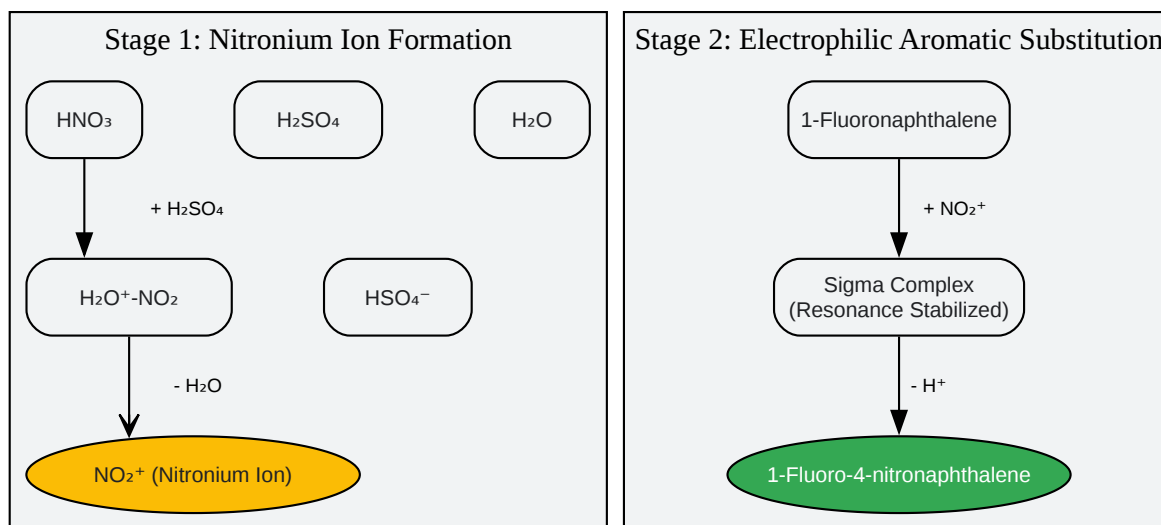 Stage 1: Nitronium Ion Formation
HNO₃
H₂SO₄
H₂O
+ H₂SO₄
H₂O⁺-NO₂
HSO₄⁻
- H₂O
NO₂⁺ (Nitronium Ion)
Stage 2: Electrophilic Aromatic Substitution
1-Fluoronaphthalene
+ NO₂⁺
Sigma Complex
(Resonance Stabilized)
- H⁺
1-Fluoro-4-nitronaphthalene